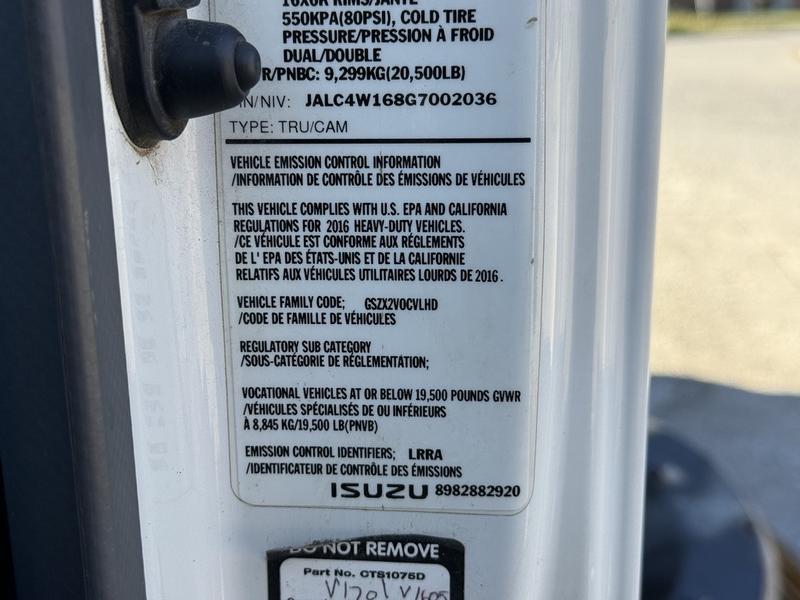 16X6K RIMS/JANTE
550KPA(80PSI), COLD TIRE
PRESSURE/PRESSION À FROID
DUAL/DOUBLE
R/PNBC: 9,299KG(20,500LB)
IN/NIV: JALC4W168G7002036
TYPE: TRU/CAM
VEHICLE EMISSION CONTROL INFORMATION
/INFORMATION DE CONTRÔLE DES ÉMISSIONS DE VÉHICULES
THIS VEHICLE COMPLIES WITH U.S. EPA AND CALIFORNIA
REGULATIONS FOR 2016 HEAVY-DUTY VEHICLES.
/CE VÉHICULE EST CONFORME AUX RÉGLEMENTS
DE L' EPA DES ÉTATS-UNIS ET DE LA CALIFORNIE
RELATIFS AUX VÉHICULES UTILITAIRES LOURDS DE 2016.
VEHICLE FAMILY CODE; GSZX2VOCVLHD
/CODE DE FAMILLE DE VÉHICULES
REGULATORY SUB CATEGORY
/SOUS-CATÉGORIE DE RÉGLEMENTATION;
VOCATIONAL VEHICLES AT OR BELOW 19,500 POUNDS GVWR
/VÉHICULES SPÉCIALISÉS DE OU INFÉRIEURS
À 8,845 KG/19,500 LB(PNVB)
EMISSION CONTROL IDENTIFIERS; LRRA
/IDENTIFICATEUR DE CONTRÔLE DES ÉMISSIONS
ISUZU 8982882920
DO NOT REMOVE
Part No. CTS1075D